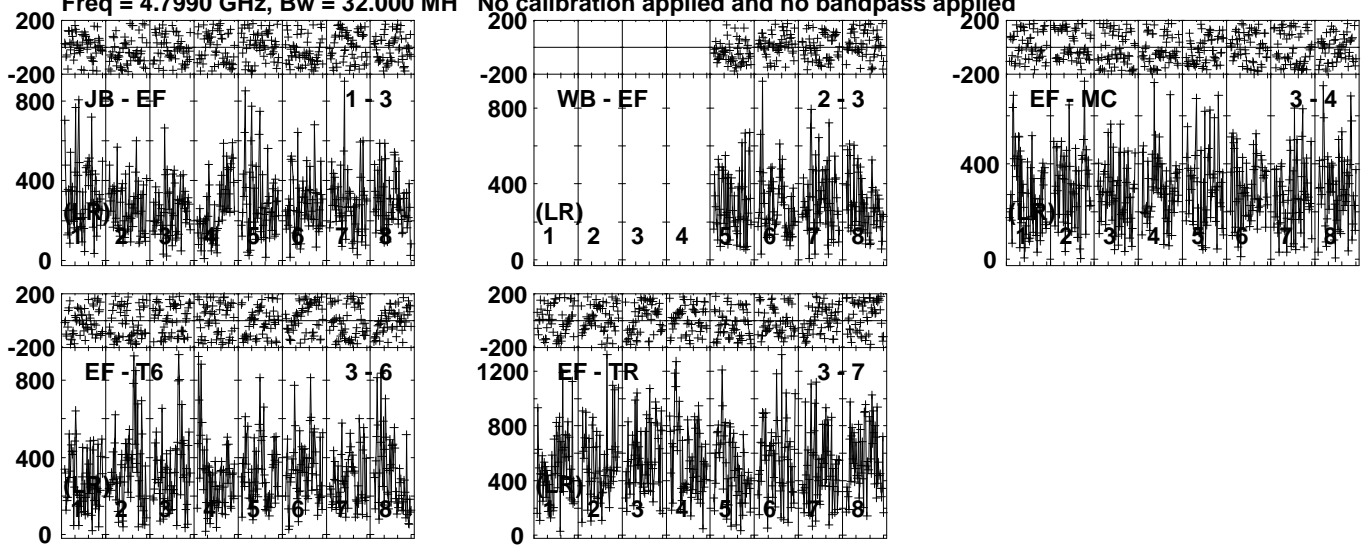 Freq = 4.7990 GHz, Bw = 32.000 MH No calibration applied and no bandpass applied
200
-200
800
400
0
JB - EF
1 - 3
(LR)
1 2 3 4 5 6 7 8
200
-200
800
400
0
WB - EF
2 - 3
(LR)
1 2 3 4 5 6 7 8
200
-200
400
0
EF - MC
3 - 4
(LR)
1 2 3 4 5 6 7 8
200
-200
800
400
0
EF - T6
3 - 6
(LR)
1 2 3 4 5 6 7 8
200
-200
1200
800
400
0
EF - TR
3 - 7
(LR)
1 2 3 4 5 6 7 8